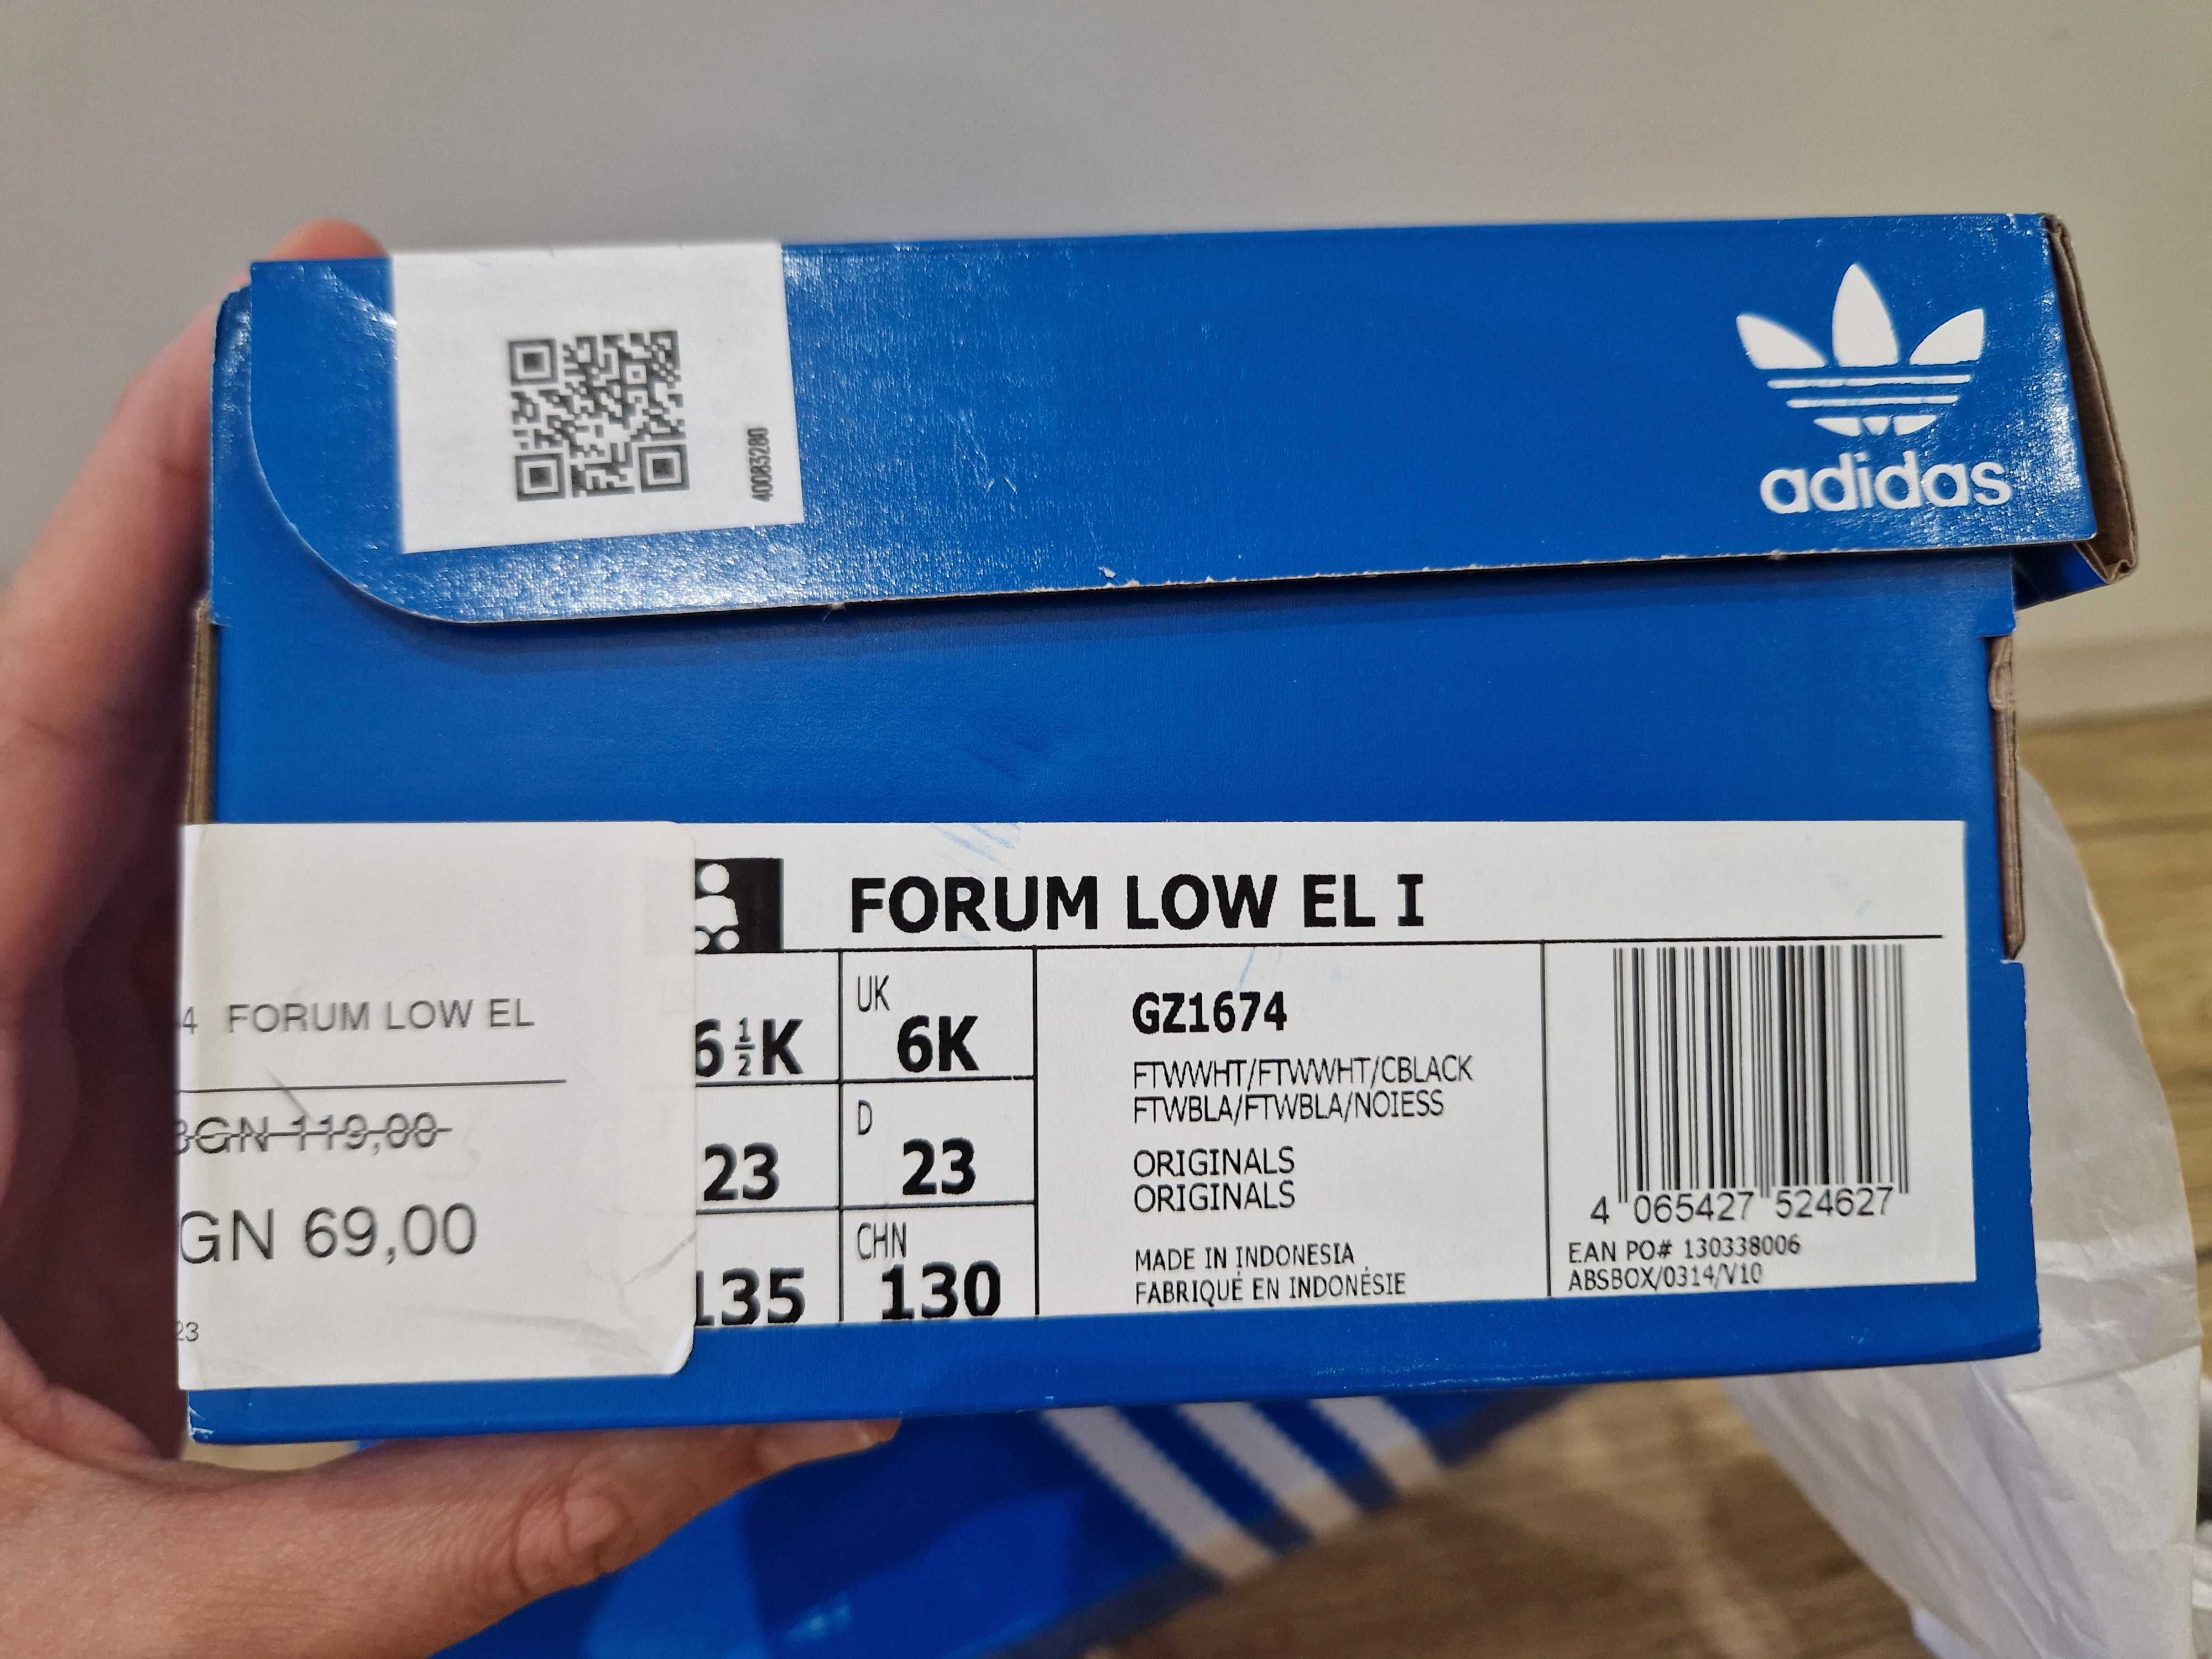 40083280
adidas
4 FORUM LOW EL
BGN 119,00
GN 69,00
23
FORUM LOW EL I
6½K
UK
6K
23
D
23
135
CHN
130
GZ1674
FTWWHT/FTWWHT/CBLACK
FTWBLA/FTWBLA/NOIESS
ORIGINALS
ORIGINALS
MADE IN INDONESIA
FABRIQUÉ EN INDONÉSIE
4 065427 524627
EAN PO# 130338006
ABSBOX/0314/V10